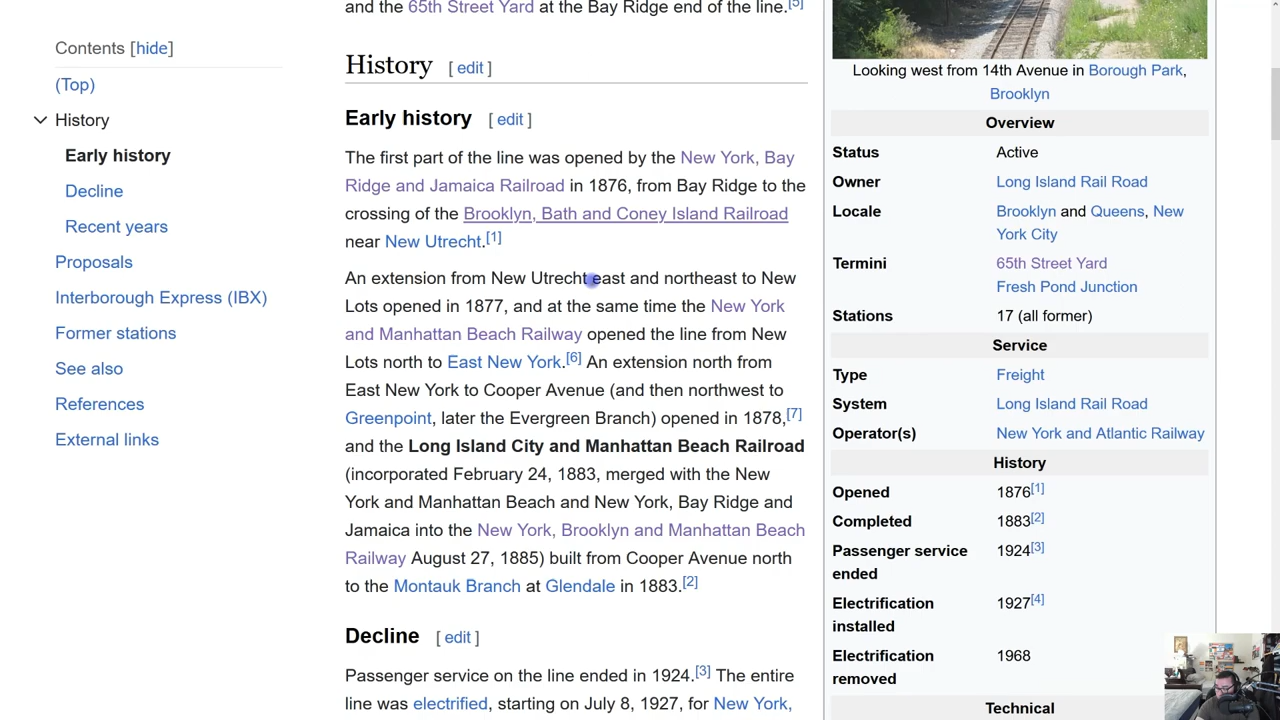 and the 65th Street Yard at the Bay Ridge end of the line.[5]
Contents [hide]
(Top)
History
Early history
Decline
Recent years
Proposals
Interborough Express (IBX)
Former stations
See also
References
External links
History [ edit ]
Early history [ edit ]
The first part of the line was opened by the New York, Bay
Ridge and Jamaica Railroad in 1876, from Bay Ridge to the
crossing of the Brooklyn, Bath and Coney Island Railroad
near New Utrecht.[1]
An extension from New Utrecht east and northeast to New
Lots opened in 1877, and at the same time the New York
and Manhattan Beach Railway opened the line from New
Lots north to East New York.[6] An extension north from
East New York to Cooper Avenue (and then northwest to
Greenpoint, later the Evergreen Branch) opened in 1878,[7]
and the Long Island City and Manhattan Beach Railroad
(incorporated February 24, 1883, merged with the New
York and Manhattan Beach and New York, Bay Ridge and
Jamaica into the New York, Brooklyn and Manhattan Beach
Railway August 27, 1885) built from Cooper Avenue north
to the Montauk Branch at Glendale in 1883.[2]
Decline [ edit ]
Passenger service on the line ended in 1924.[3] The entire
line was electrified, starting on July 8, 1927, for New York,
Looking west from 14th Avenue in Borough Park,
Brooklyn
Overview
Status Active
Owner Long Island Rail Road
Locale Brooklyn and Queens, New
York City
Termini 65th Street Yard
Fresh Pond Junction
Stations 17 (all former)
Service
Type Freight
System Long Island Rail Road
Operator(s) New York and Atlantic Railway
History
Opened 1876[1]
Completed 1883[2]
Passenger service 1924[3]
ended
Electrification 1927[4]
installed
Electrification 1968
removed
Technical